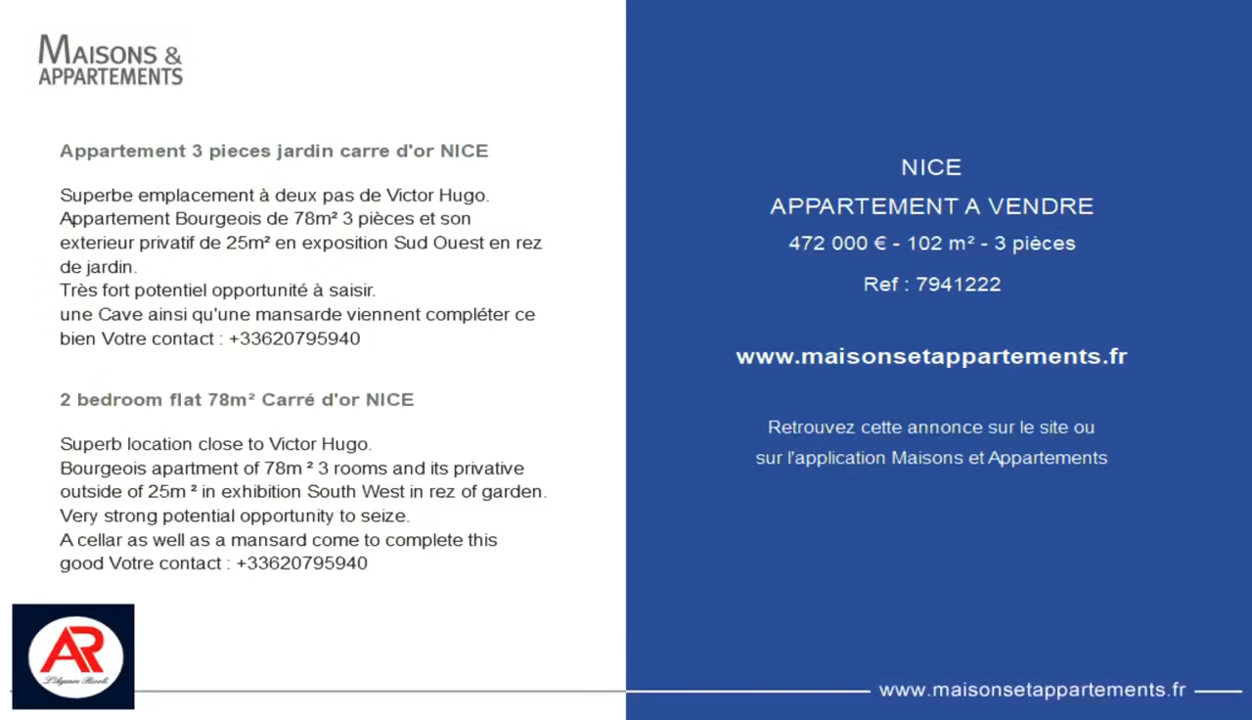 MAISONS &
APPARTEMENTS
Appartement 3 pieces jardin carre d'or NICE
Superbe emplacement à deux pas de Victor Hugo.
Appartement Bourgeois de 78m² 3 pièces et son
exterieur privatif de 25m² en exposition Sud Ouest en rez
de jardin.
Très fort potentiel opportunité à saisir.
une Cave ainsi qu'une mansarde viennent compléter ce
bien Votre contact : +33620795940
2 bedroom flat 78m² Carré d'or NICE
Superb location close to Victor Hugo.
Bourgeois apartment of 78m ² 3 rooms and its privative
outside of 25m ² in exhibition South West in rez of garden.
Very strong potential opportunity to seize.
A cellar as well as a mansard come to complete this
good Votre contact : +33620795940
AR
L'Agence Rivoli
NICE
APPARTEMENT A VENDRE
472 000 € - 102 m² - 3 pièces
Ref : 7941222
www.maisonsetappartements.fr
Retrouvez cette annonce sur le site ou
sur l'application Maisons et Appartements
www.maisonsetappartements.fr